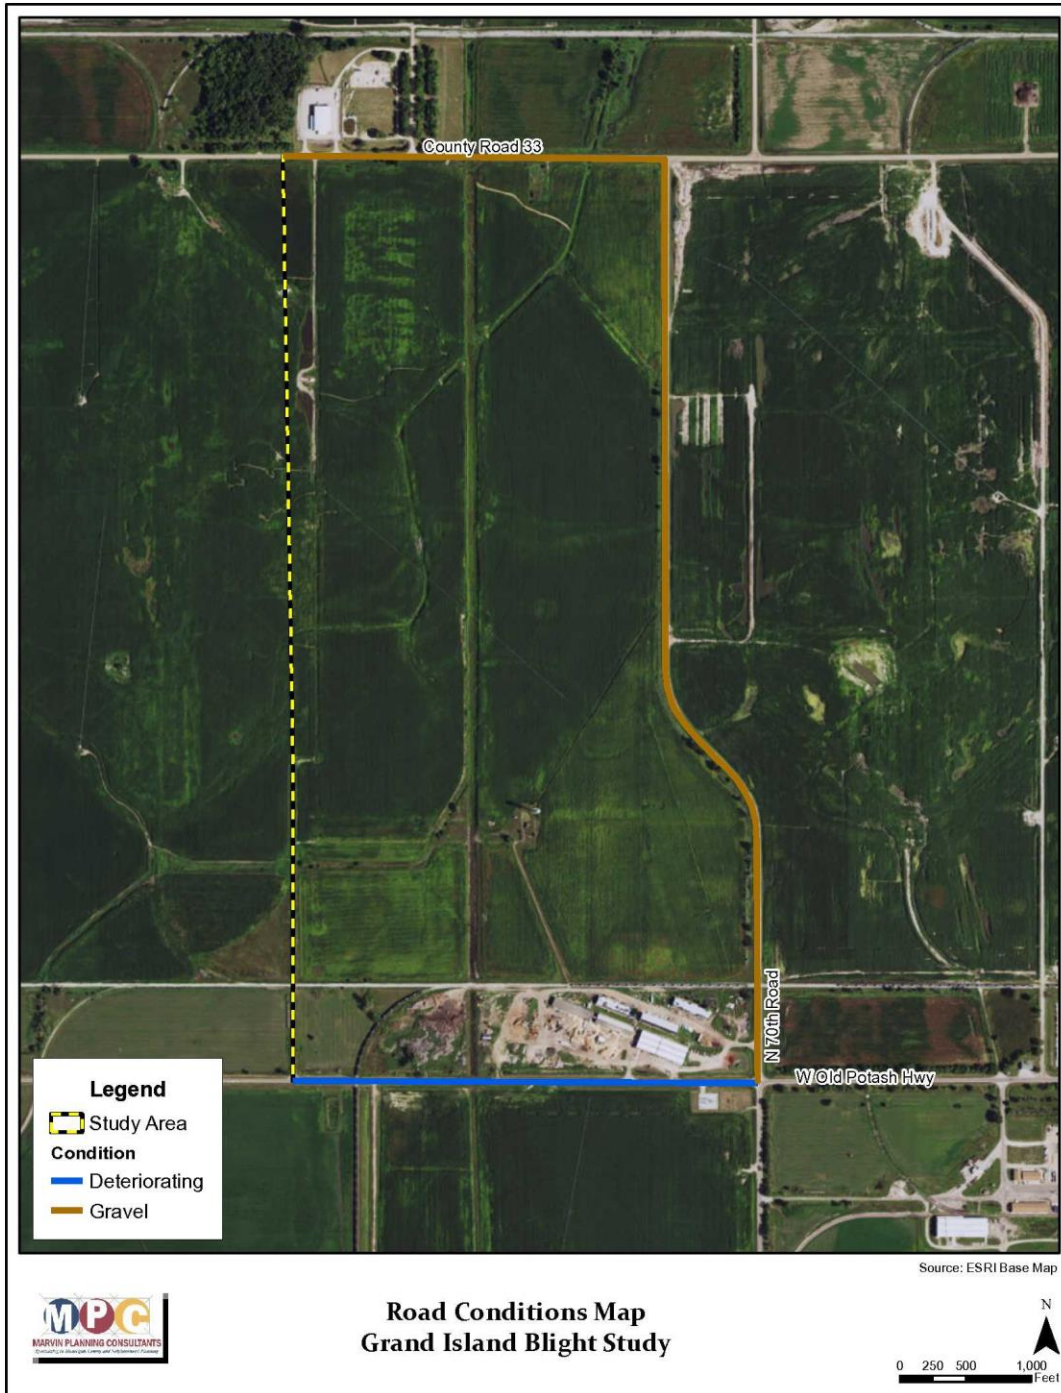 County Road 33
N 70th Road
W Old Potash Hwy
Legend
Study Area
Condition
Deteriorating
Gravel
Source: ESRI Base Map
MPC
MARVIN PLANNING CONSULTANTS
Road Conditions Map
Grand Island Blight Study
N
0 250 500 1,000
Feet